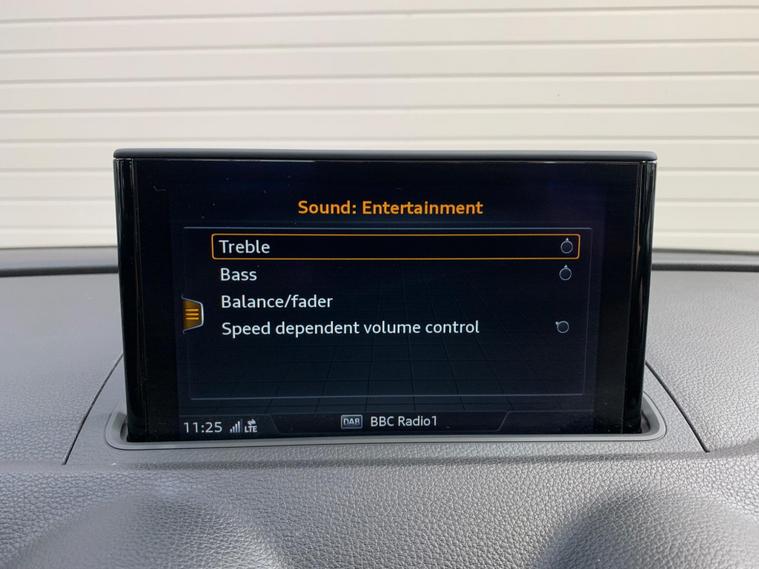 Sound: Entertainment
Treble
Bass
Balance/fader
Speed dependent volume control
11:25 LTE DAB BBC Radio1